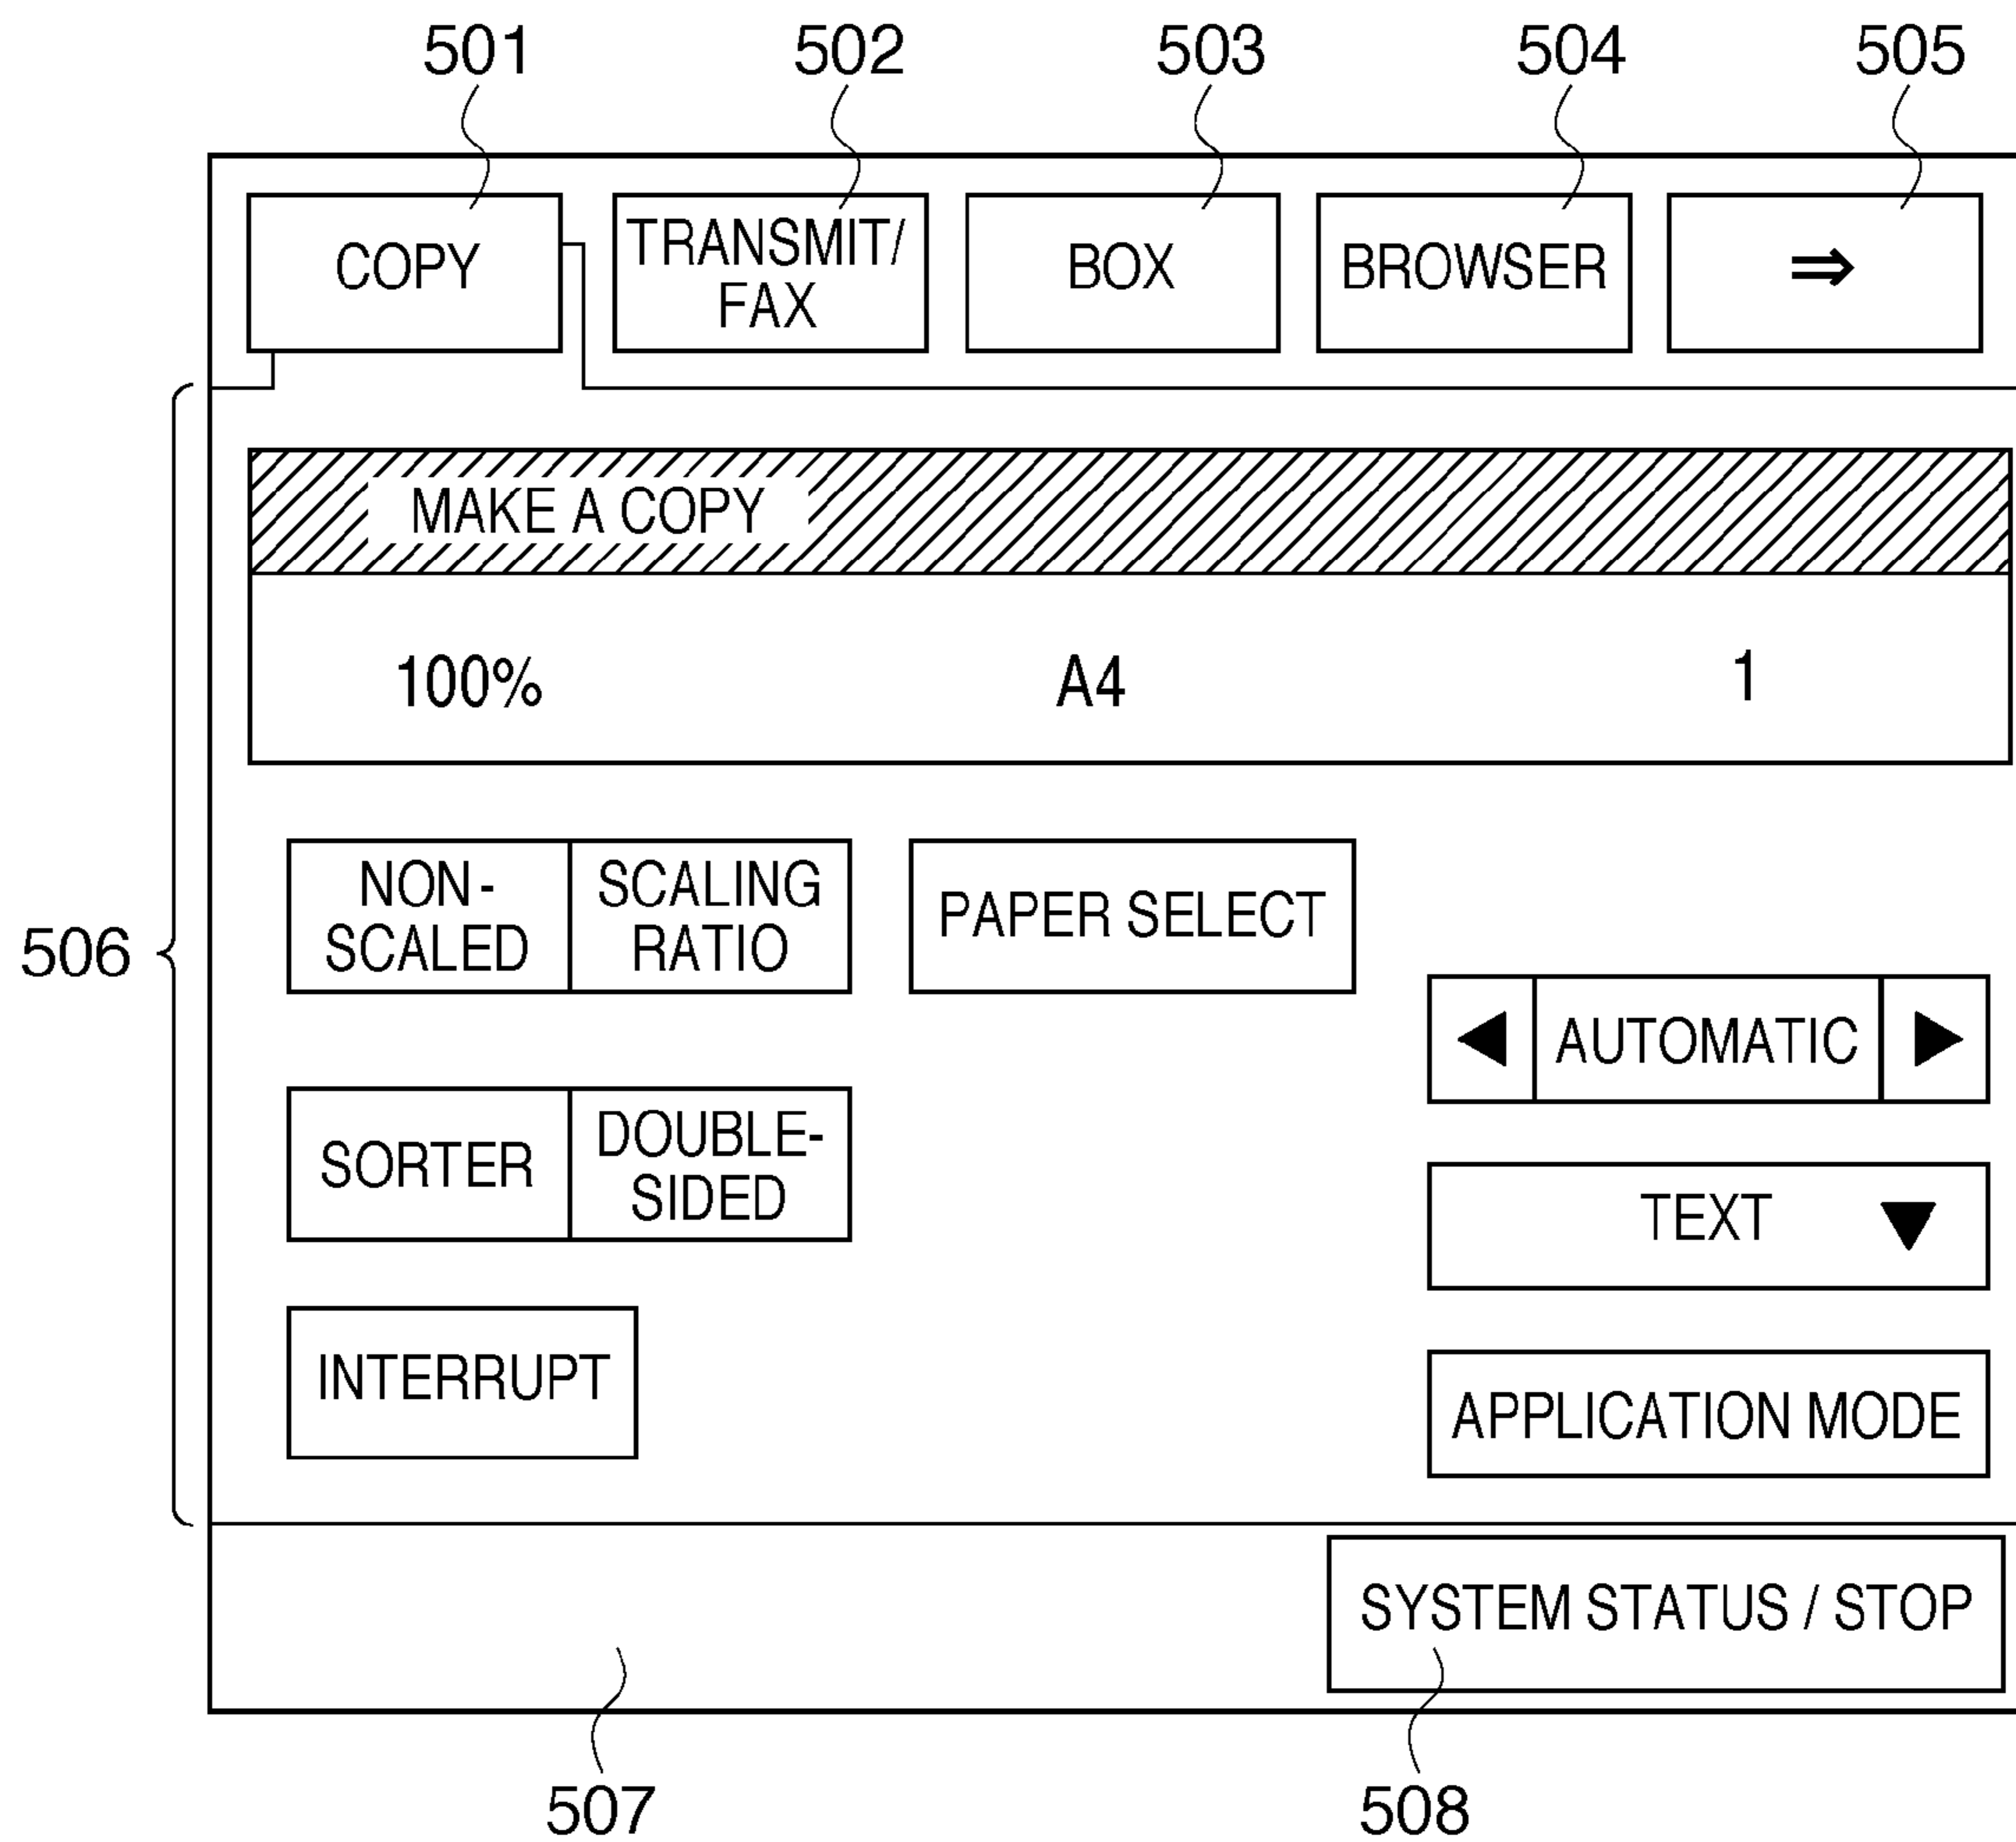 501 502 503 504 505
COPY
TRANSMIT/
FAX
BOX
BROWSER
⇒
MAKE A COPY
100% A4 1
506
NON-
SCALED
SCALING
RATIO
PAPER SELECT
AUTOMATIC
SORTER
DOUBLE-
SIDED
TEXT
INTERRUPT
APPLICATION MODE
SYSTEM STATUS / STOP
507 508